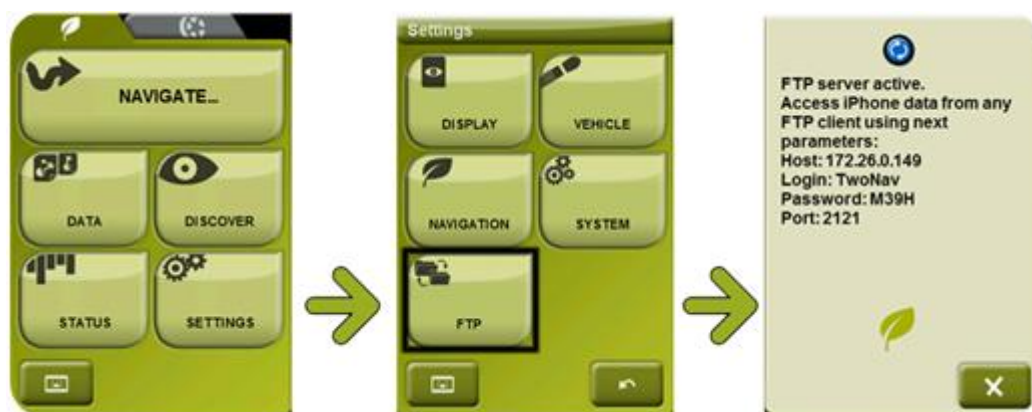 NAVIGATE...
DATA
DISCOVER
STATUS
SETTINGS
Settings
DISPLAY
VEHICLE
NAVIGATION
SYSTEM
FTP
FTP server active.
Access iPhone data from any
FTP client using next
parameters:
Host: 172.26.0.149
Login: TwoNav
Password: M39H
Port: 2121